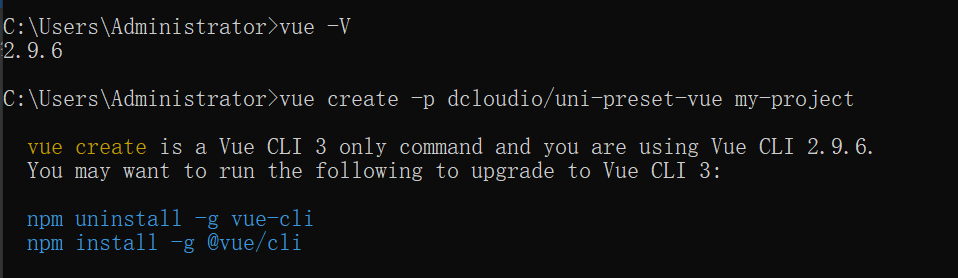 C:\Users\Administrator>vue -V
2.9.6
C:\Users\Administrator>vue create -p dcloudio/uni-preset-vue my-project
vue create is a Vue CLI 3 only command and you are using Vue CLI 2.9.6.
You may want to run the following to upgrade to Vue CLI 3:
npm uninstall -g vue-cli
npm install -g @vue/cli